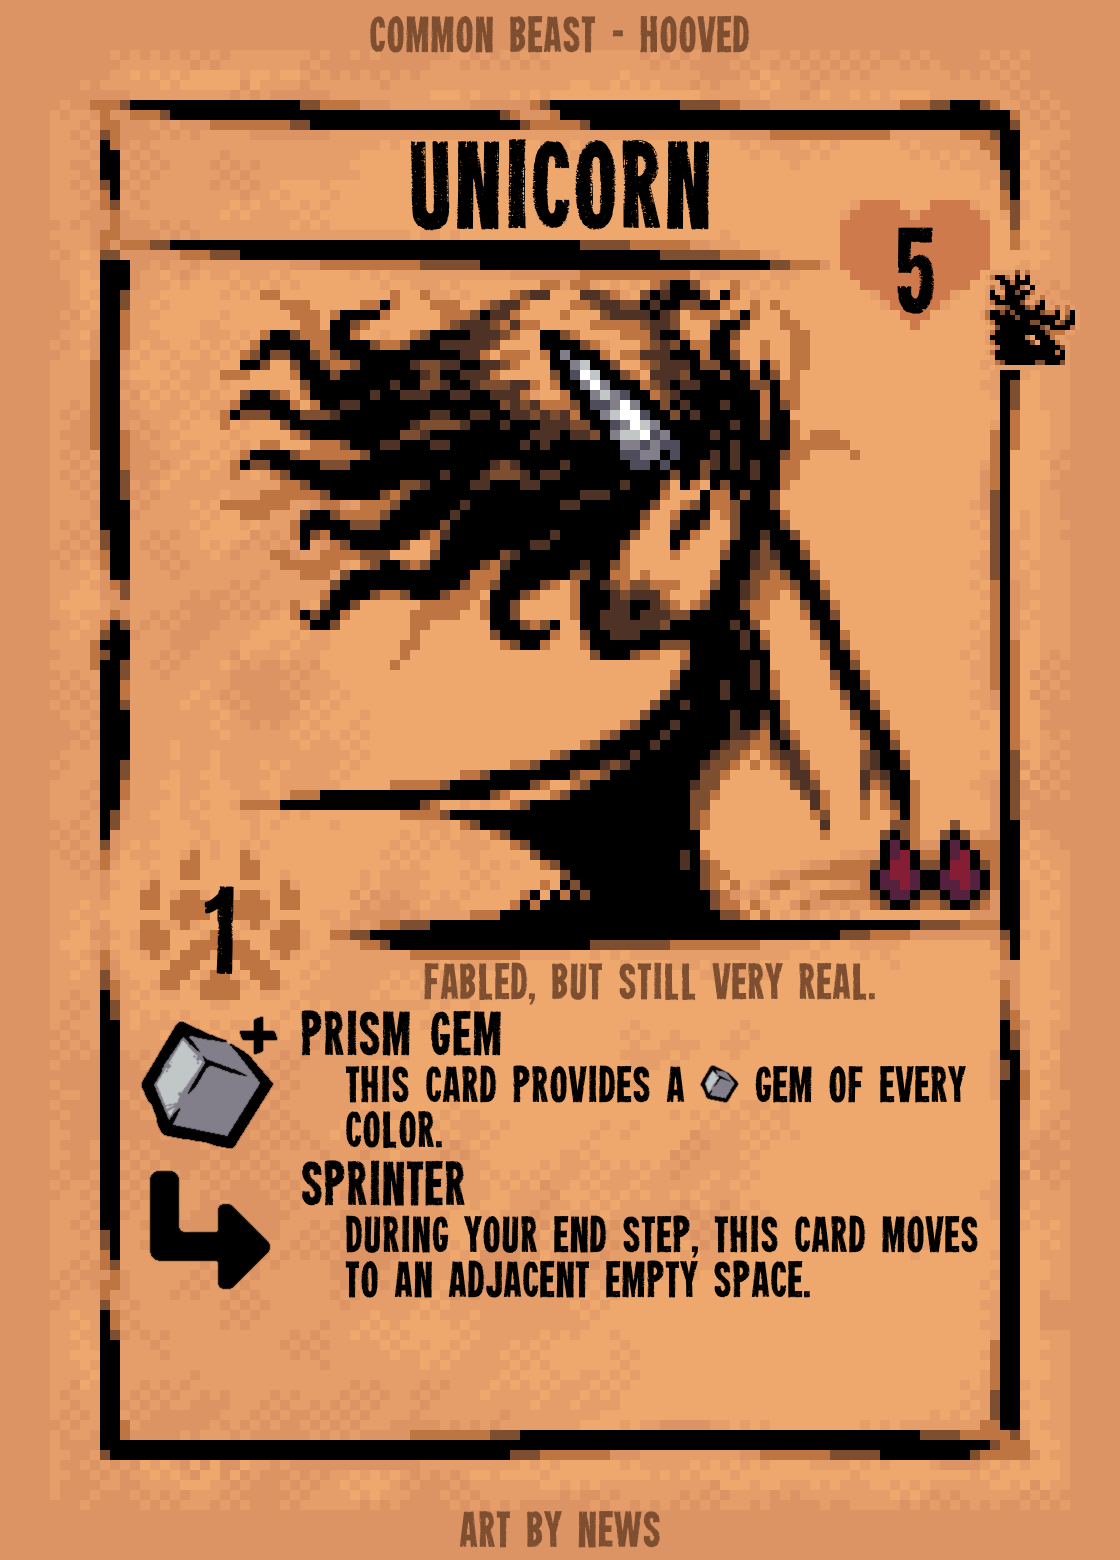 COMMON BEAST - HOOVED
UNICORN
5
1
FABLED, BUT STILL VERY REAL.
+
PRISM GEM
THIS CARD PROVIDES A GEM OF EVERY
COLOR.
SPRINTER
DURING YOUR END STEP, THIS CARD MOVES
TO AN ADJACENT EMPTY SPACE.
ART BY NEWS